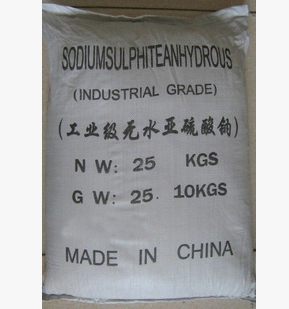 SODIUMSULPHITEANHYDROUS
(INDUSTRIAL GRADE)
(工业级无水亚硫酸钠)
N W: 25 KGS
G W: 25. 10KGS
MADE IN CHINA